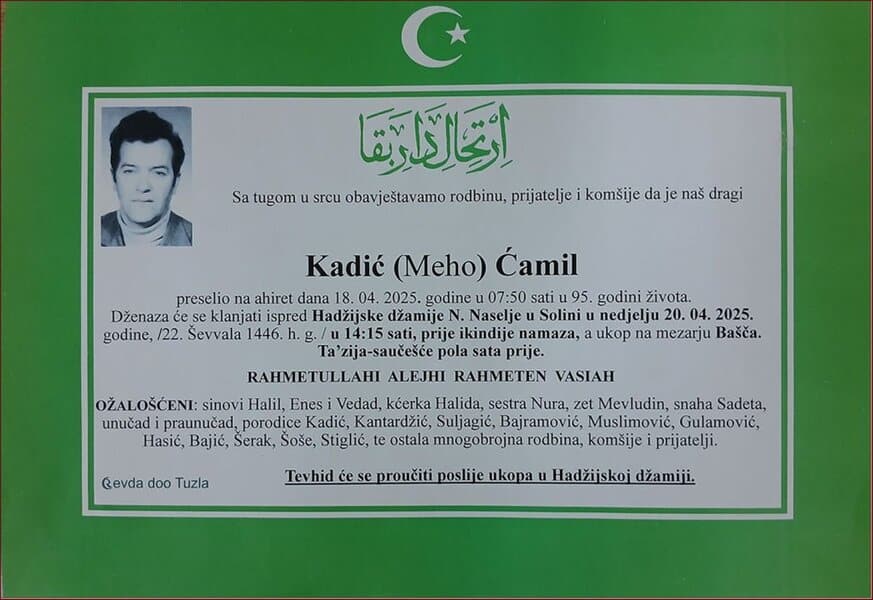 اِرْتِحَالِ دَارِ بَقَا
Sa tugom u srcu obavještavamo rodbinu, prijatelje i komšije da je naš dragi
Kadić (Meho) Ćamil
preselio na ahiret dana 18. 04. 2025. godine u 07:50 sati u 95. godini života.
Dženaza će se klanjati ispred Hadžijske džamije N. Naselje u Solini u nedjelju 20. 04. 2025.
godine, /22. Ševvala 1446. h. g. / u 14:15 sati, prije ikindije namaza, a ukop na mezarju Bašča.
Ta'zija-saučešće pola sata prije.
RAHMETULLAHI ALEJHI RAHMETEN VASIAH
OŽALOŠĆENI: sinovi Halil, Enes i Vedad, kćerka Halida, sestra Nura, zet Mevludin, snaha Sadeta,
unučad i praunučad, porodice Kadić, Kantardžić, Suljagić, Bajramović, Muslimović, Gulamović,
Hasić, Bajić, Šerak, Šoše, Stiglić, te ostala mnogobrojna rodbina, komšije i prijatelji.
Tevhid će se proučiti poslije ukopa u Hadžijskoj džamiji.
Ševda doo Tuzla